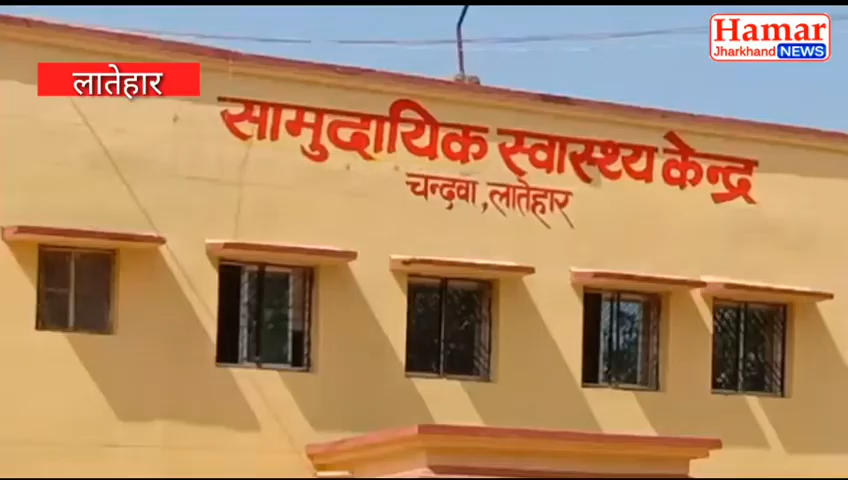 Hamar
Jharkhand NEWS
लातेहार
सामुदायिक स्वास्थ्य केन्द्र
चन्दवा, लातेहार